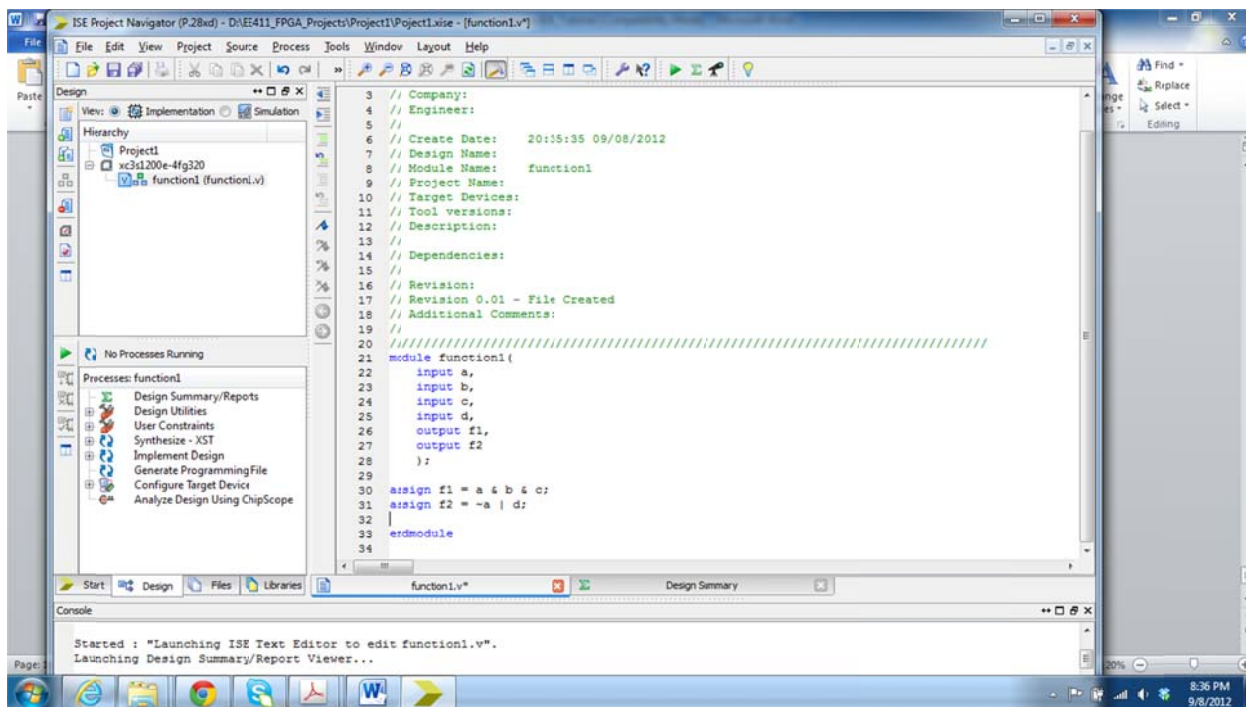 ISE Project Navigator (P.28xd) - D:\EE411_FPGA_Projects\Project1\Poject1.xise - [function1.v*]
File
File Edit View Project Source Process Tools Window Layout Help
Paste
Find
Replace
Select
Editing
Design
View: Implementation Simulation
Hierarchy
Project1
xc3s1200e-4fg320
function1 (function1.v)
No Processes Running
Processes: function1
Design Summary/Reports
Design Utilities
User Constraints
Synthesize - XST
Implement Design
Generate Programming File
Configure Target Device
Analyze Design Using ChipScope
3 // Company:
4 // Engineer:
5 //
6 // Create Date: 20:35:35 09/08/2012
7 // Design Name:
8 // Module Name: function1
9 // Project Name:
10 // Target Devices:
11 // Tool versions:
12 // Description:
13 //
14 // Dependencies:
15 //
16 // Revision:
17 // Revision 0.01 - File Created
18 // Additional Comments:
19 //
20 //////////////////////////////////////////////////////////////////////////////////
21 module function1(
22 input a,
23 input b,
24 input c,
25 input d,
26 output f1,
27 output f2
28 );
29
30 assign f1 = a & b & c;
31 assign f2 = ~a | d;
32
33 endmodule
34
Start Design Files Libraries
function1.v* Design Summary
Console
Started : "Launching ISE Text Editor to edit function1.v".
Launching Design Summary/Report Viewer...
Page:
20%
8:36 PM
9/8/2012